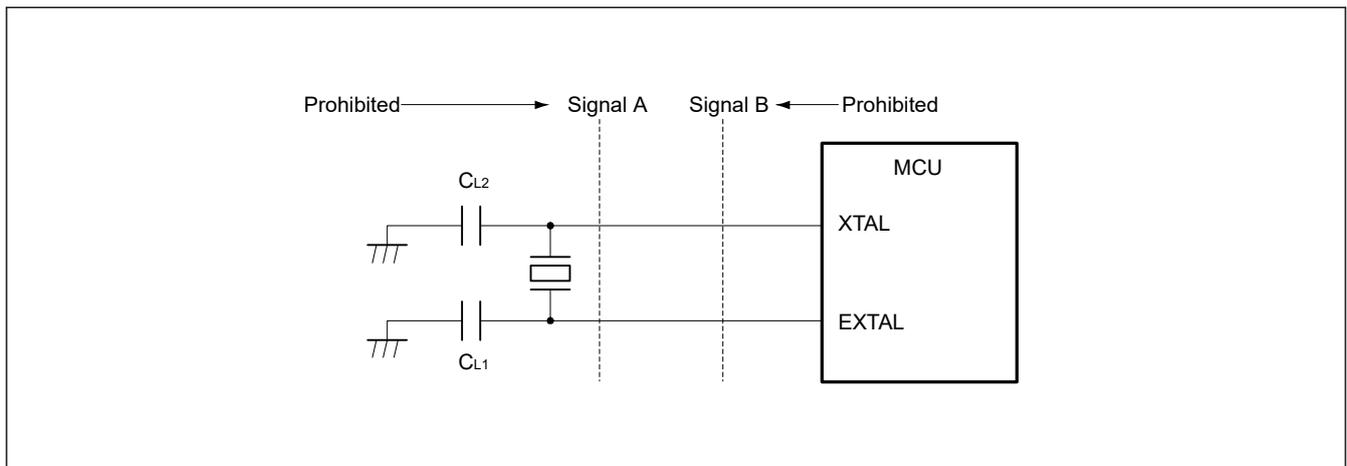 Prohibited Signal A Signal B Prohibited
MCU
CL2
XTAL
EXTAL
CL1